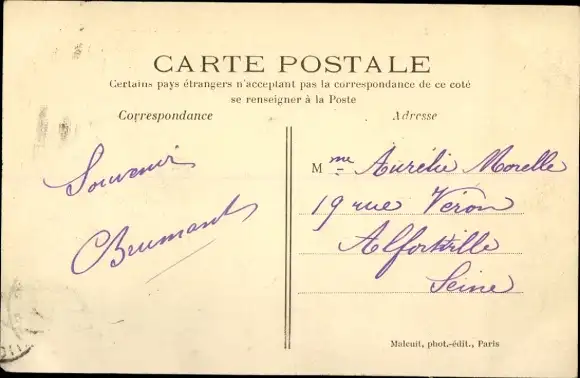 CARTE POSTALE
Certains pays étrangers n'acceptent pas la correspondance de ce coté
se renseigner à la Poste
Correspondance
Souvenir
Brumant
Adresse
Mme Aurélie Morelle
19 rue Véron
Alfortville
Seine
Malcuit, phot.-édit., Paris